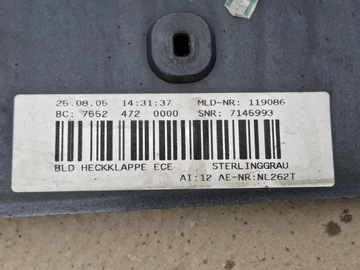 25.08.05 14:31:37 MLD-NR: 119086
BC: 7552 472 0000 SNR: 7145993
BLD HECKKLAPPE ECE STERLINGGRAU
AI:12 AE-NR:NL262T